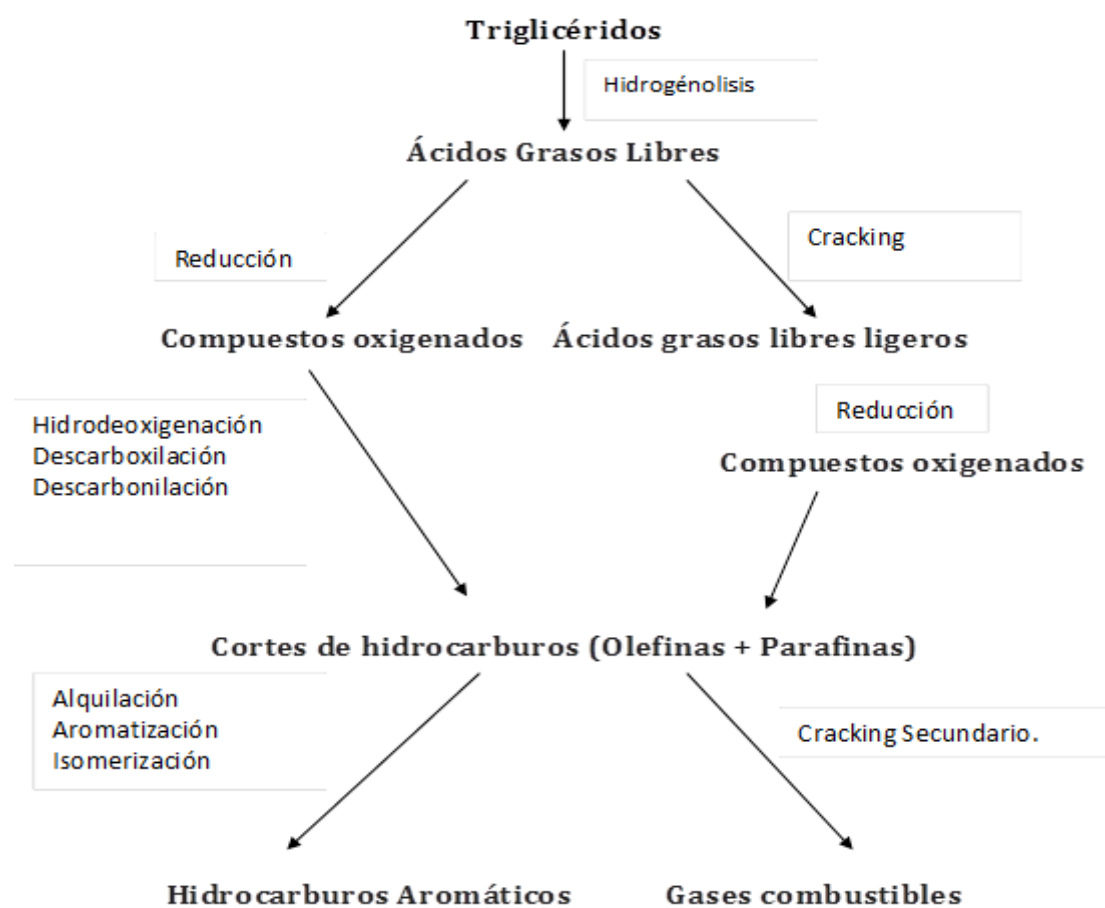 Triglicéridos
Hidrogénolisis
Ácidos Grasos Libres
Cracking
Reducción
Compuestos oxigenados
Ácidos grasos libres ligeros
Hidrodeoxigenación
Descarboxilación
Descarbonilación
Reducción
Compuestos oxigenados
Cortes de hidrocarburos (Olefinas + Parafinas)
Alquilación
Aromatización
Isomerización
Cracking Secundario.
Hidrocarburos Aromáticos
Gases combustibles